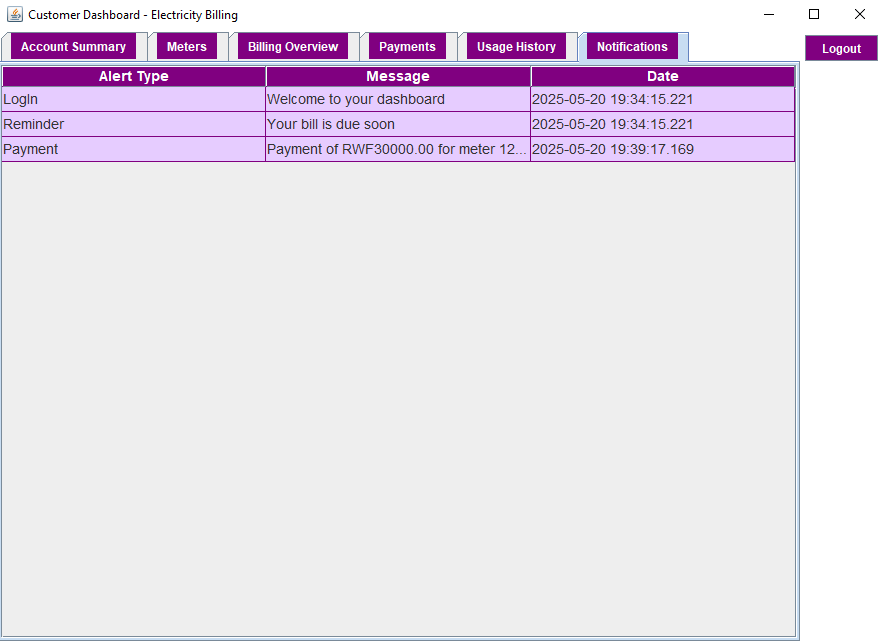 Customer Dashboard - Electricity Billing
Account Summary Meters Billing Overview Payments Usage History Notifications Logout
Alert Type Message Date
LogIn Welcome to your dashboard 2025-05-20 19:34:15.221
Reminder Your bill is due soon 2025-05-20 19:34:15.221
Payment Payment of RWF30000.00 for meter 12... 2025-05-20 19:39:17.169